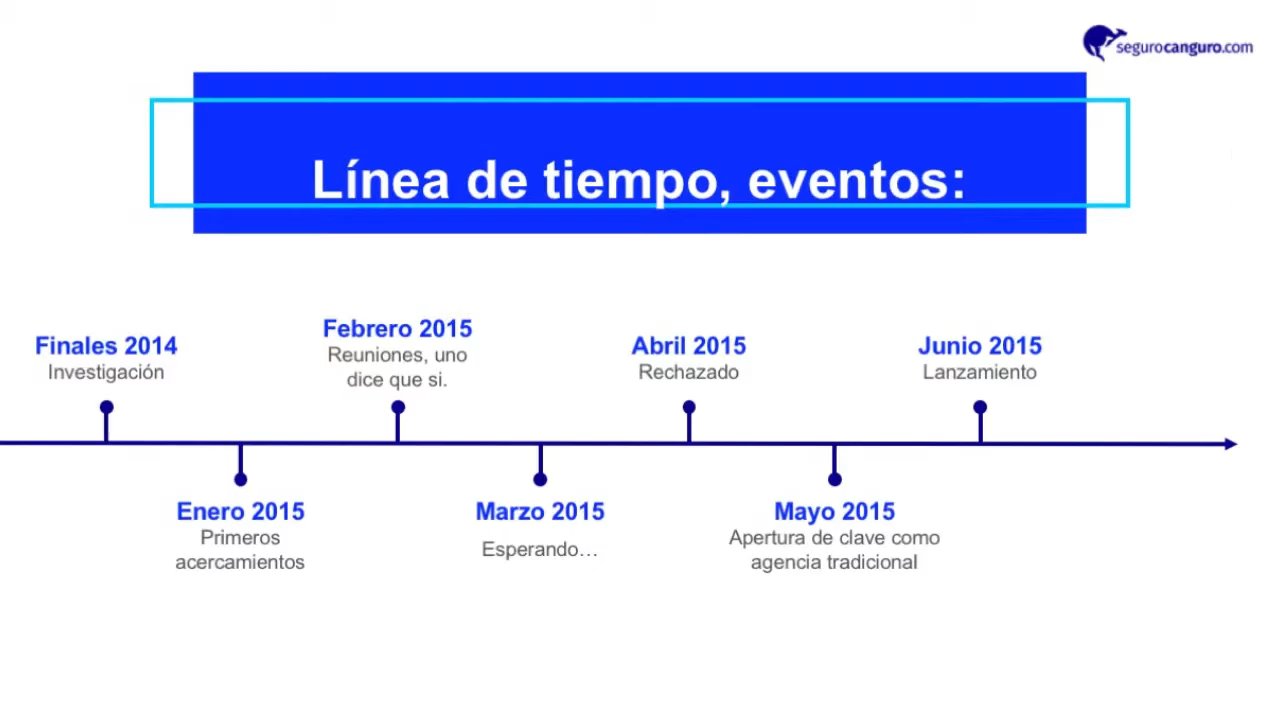 segurocanguro.com
Línea de tiempo, eventos:
Finales 2014
Investigación
Enero 2015
Primeros
acercamientos
Febrero 2015
Reuniones, uno
dice que si.
Marzo 2015
Esperando…
Abril 2015
Rechazado
Mayo 2015
Apertura de clave como
agencia tradicional
Junio 2015
Lanzamiento